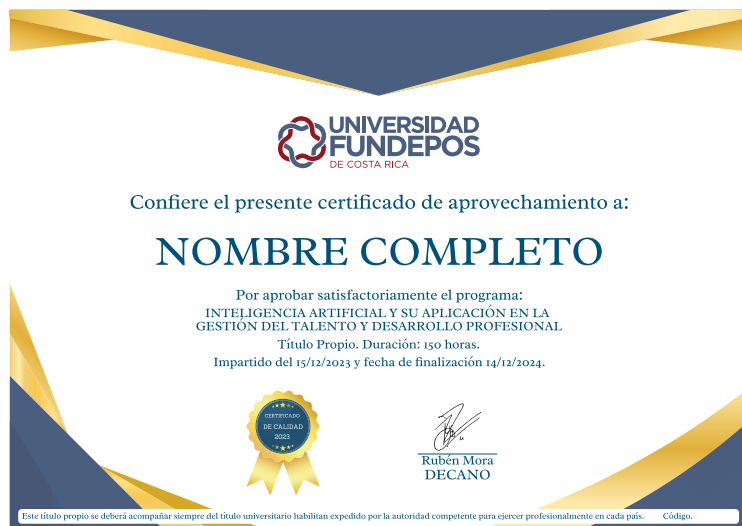 UNIVERSIDAD
FUNDEPOS
DE COSTA RICA
Confiere el presente certificado de aprovechamiento a:
NOMBRE COMPLETO
Por aprobar satisfactoriamente el programa:
INTELIGENCIA ARTIFICIAL Y SU APLICACIÓN EN LA
GESTIÓN DEL TALENTO Y DESARROLLO PROFESIONAL
Título Propio. Duración: 150 horas.
Impartido del 15/12/2023 y fecha de finalización 14/12/2024.
CERTIFICADO
DE CALIDAD
2023
Rubén Mora
DECANO
Este título propio se deberá acompañar siempre del título universitario habilitan expedido por la autoridad competente para ejercer profesionalmente en cada país. Código.